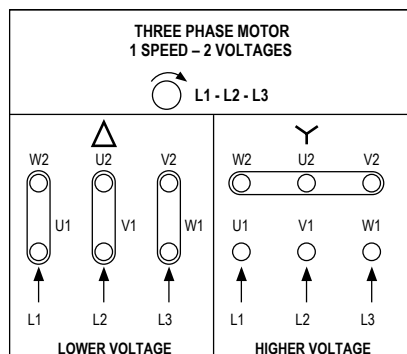 THREE PHASE MOTOR
1 SPEED – 2 VOLTAGES
L1 - L2 - L3
W2 U2 V2
U1 V1 W1
L1 L2 L3
LOWER VOLTAGE
W2 U2 V2
U1 V1 W1
L1 L2 L3
HIGHER VOLTAGE